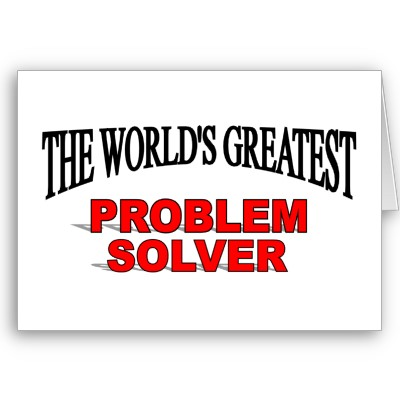 THE WORLD'S GREATEST
PROBLEM
SOLVER